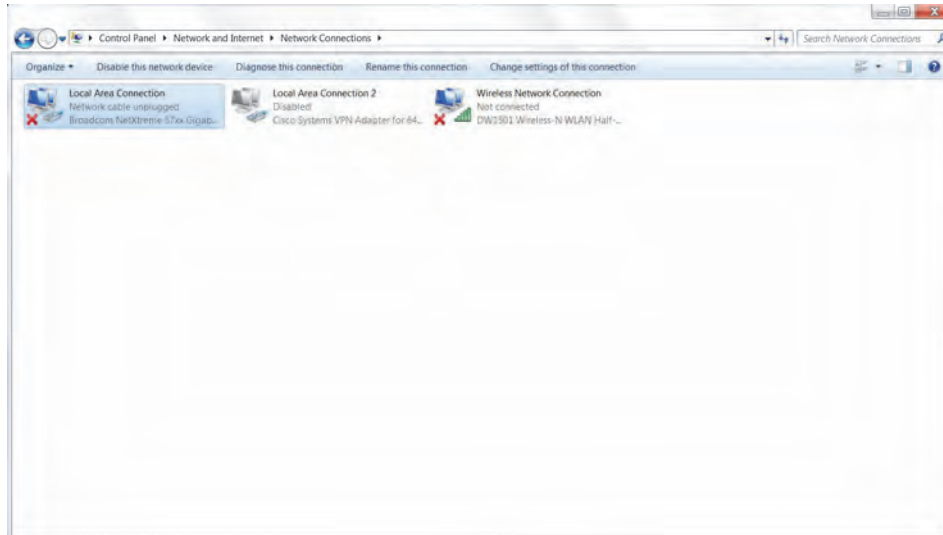 Control Panel Network and Internet Network Connections
Search Network Connections
Organize Disable this network device Diagnose this connection Rename this connection Change settings of this connection
Local Area Connection
Network cable unplugged
Broadcom NetXtreme 57xx Gigab...
Local Area Connection 2
Disabled
Cisco Systems VPN Adapter for 64...
Wireless Network Connection
Not connected
DW1501 Wireless-N WLAN Half-...